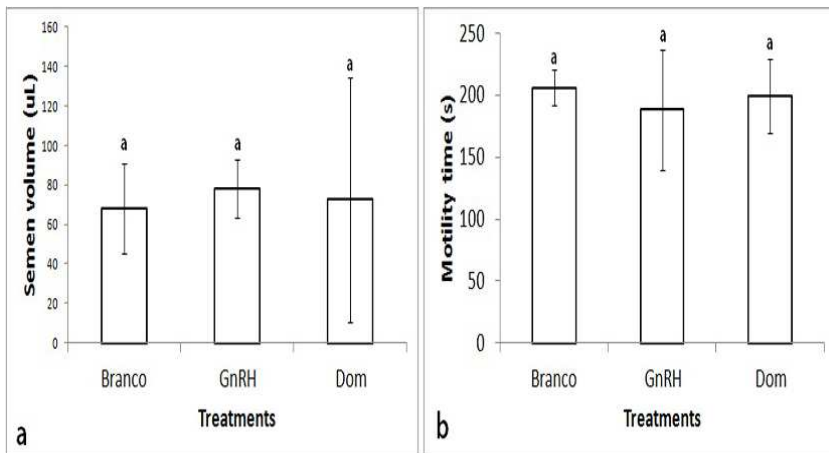 Semen volume (uL)
160
140
120
100
80
60
40
20
0
a
a
a
Branco
GnRH
Dom
Treatments
a
Motility time (s)
250
200
150
100
50
0
a
a
a
Branco
GnRH
Dom
Treatments
b